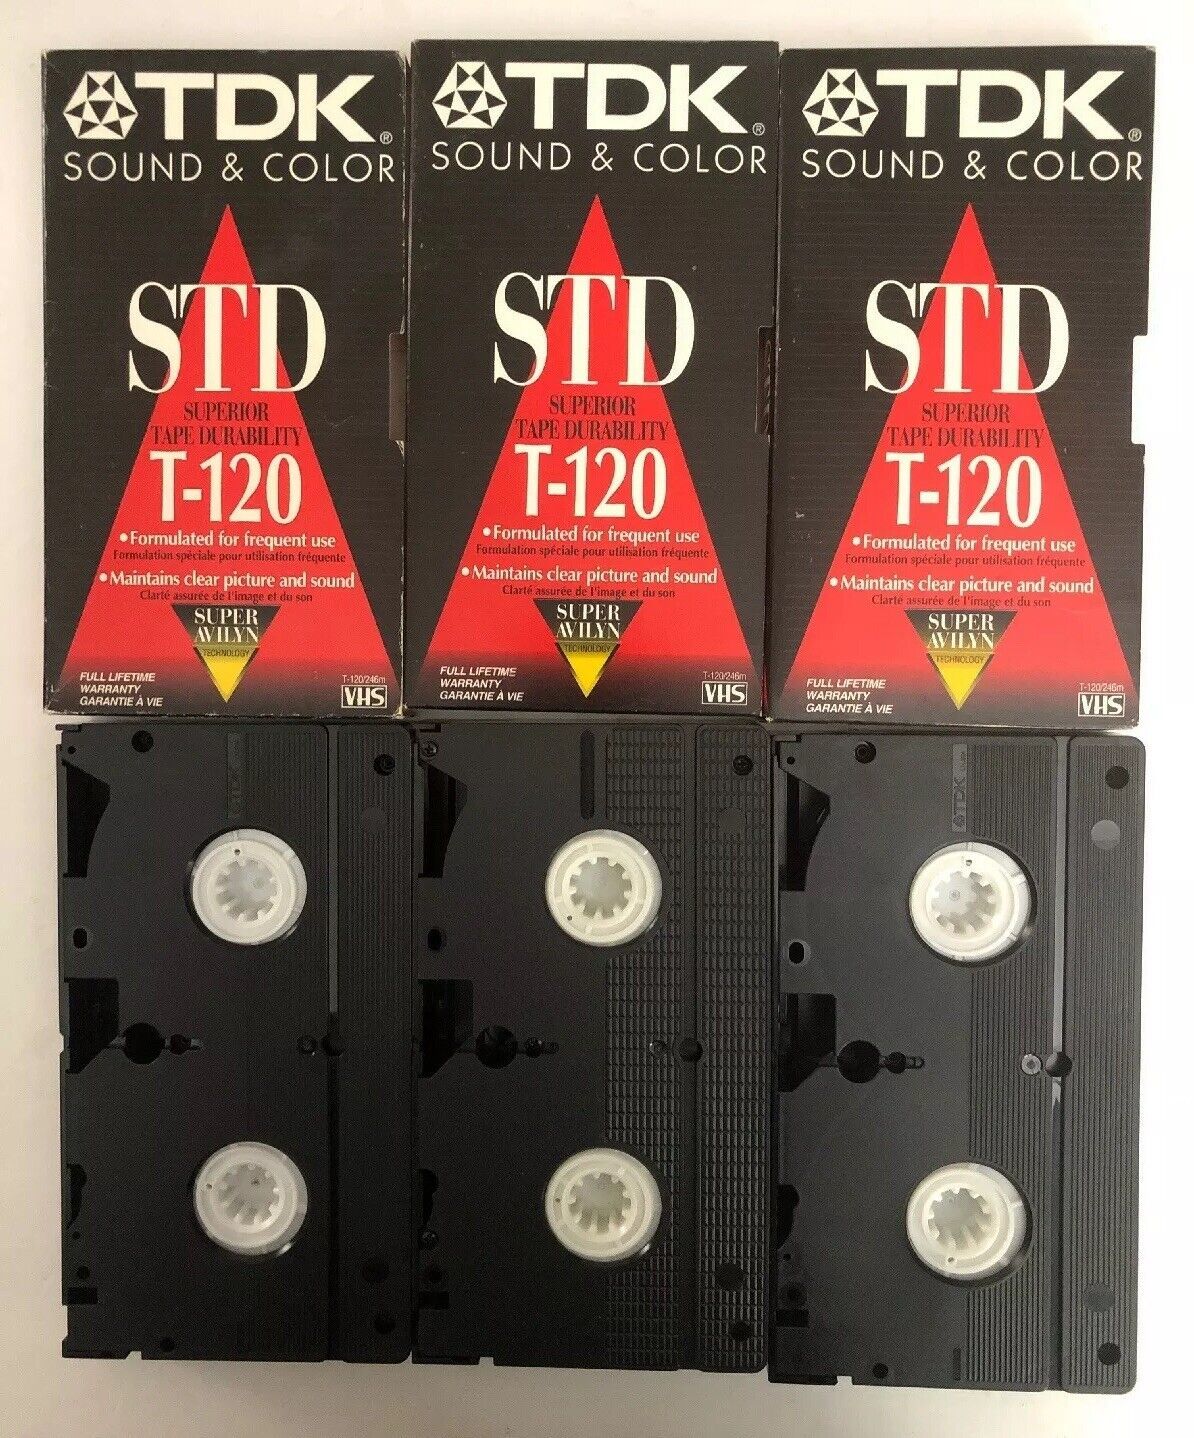 TDK®
SOUND & COLOR
STD
SUPERIOR
TAPE DURABILITY
T-120
•Formulated for frequent use
Formulation spéciale pour utilisation fréquente
•Maintains clear picture and sound
Clarté assurée de l'image et du son
SUPER
AVILYN
TECHNOLOGY
FULL LIFETIME
WARRANTY
GARANTIE À VIE
T-120/246m
VHS
TDK®
SOUND & COLOR
STD
SUPERIOR
TAPE DURABILITY
T-120
•Formulated for frequent use
Formulation spéciale pour utilisation fréquente
•Maintains clear picture and sound
Clarté assurée de l'image et du son
SUPER
AVILYN
TECHNOLOGY
FULL LIFETIME
WARRANTY
GARANTIE À VIE
T-120/246m
VHS
TDK®
SOUND & COLOR
STD
SUPERIOR
TAPE DURABILITY
T-120
•Formulated for frequent use
Formulation spéciale pour utilisation fréquente
•Maintains clear picture and sound
Clarté assurée de l'image et du son
SUPER
AVILYN
TECHNOLOGY
FULL LIFETIME
WARRANTY
GARANTIE À VIE
T-120/246m
VHS
TDK
TDK